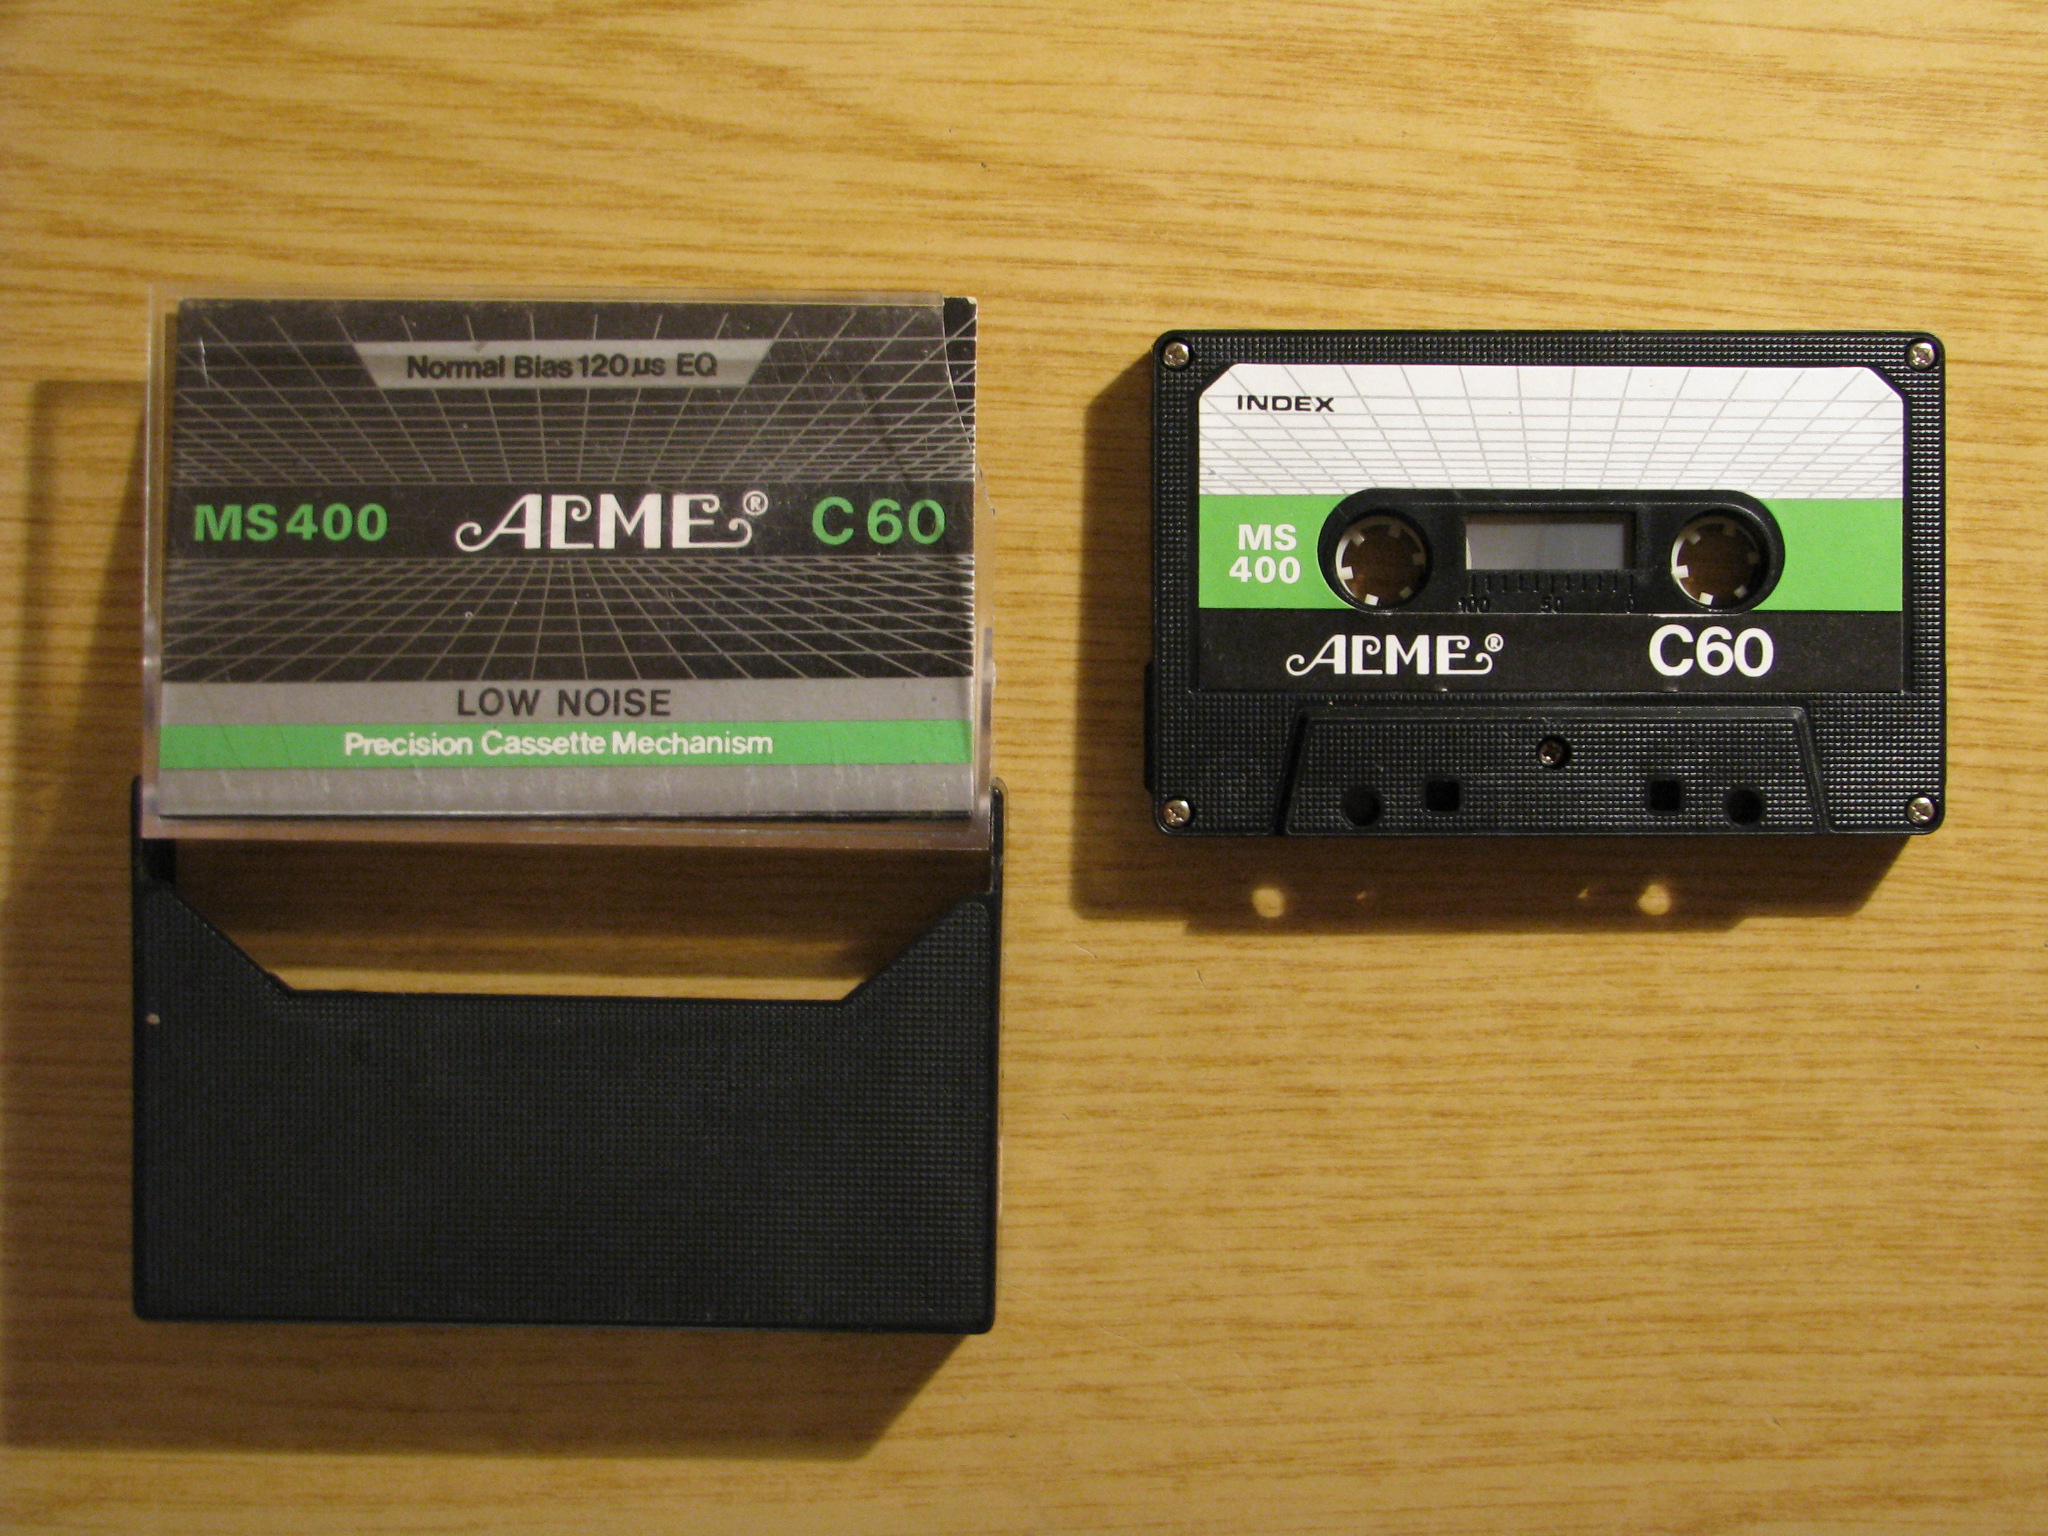 Normal Bias 120µs EQ
MS400 ACME® C60
LOW NOISE
Precision Cassette Mechanism
INDEX
MS
400
100 50 0
ACME® C60